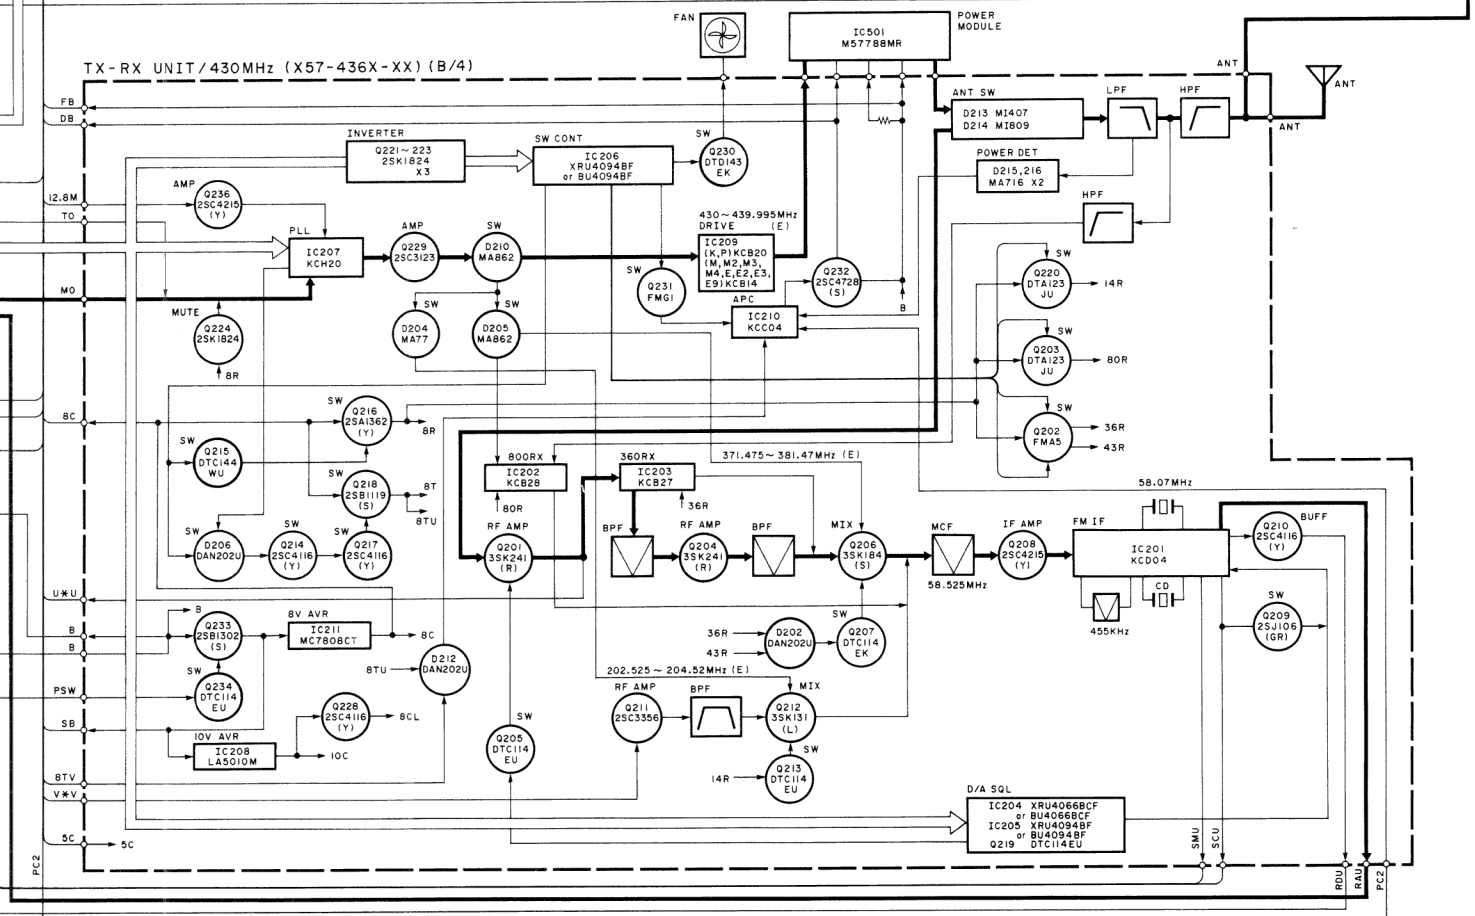 FAN
IC501
M57788MR
POWER
MODULE
TX-RX UNIT/430MHz (X57-436X-XX) (B/4)
ANT
ANT
ANT
FB
DB
ANT SW
D213 MI407
D214 MI809
LPF
HPF
INVERTER
Q221~223
2SK1824
X3
SW CONT
IC206
XRU4094BF
or BU4094BF
SW
Q230
DTD143
EK
POWER DET
D215,216
MA716 X2
HPF
12.8M
TO
AMP
Q236
2SC4215
(Y)
PLL
IC207
KCH20
AMP
Q229
2SC3123
SW
D210
MA862
430~439.995MHz
DRIVE (E)
IC209
(K,P)KCB20
(M,M2,M3,
M4,E,E2,E3,
E9)KCB14
SW
Q231
FMG1
SW
Q232
2SC4728
(S)
B
SW
Q220
DTA123
JU
14R
MO
MUTE
Q224
2SK1824
8R
SW
D204
MA77
SW
D205
MA862
APC
IC210
KCC04
SW
Q203
DTA123
JU
80R
8C
SW
Q216
2SA1362
(Y)
8R
SW
Q202
FMA5
36R
43R
SW
Q215
DTC144
WU
SW
Q218
2SB1119
(S)
8T
8TU
800RX
IC202
KCB28
80R
360RX
IC203
KCB27
36R
371.475~381.47MHz (E)
58.07MHz
SW
D206
DAN202U
SW
Q214
2SC4116
(Y)
SW
Q217
2SC4116
(Y)
RF AMP
Q201
3SK241
(R)
BPF
RF AMP
Q204
3SK241
(R)
BPF
MIX
Q206
3SK184
(S)
MCF
58.525MHz
IF AMP
Q208
2SC4215
(Y)
FM IF
IC201
KCD04
CD
455KHz
Q210
2SC4116
(Y)
BUFF
SW
Q209
2SJ106
(GR)
U*U
B
B
B
Q233
2SB1302
(S)
8V AVR
IC211
MC7808CT
8C
SW
Q234
DTC114
EU
PSW
SB
8TU
D212
DAN202U
36R
43R
D202
DAN202U
SW
Q207
DTC114
EK
202.525~204.52MHz (E)
Q228
2SC4116
(Y)
8CL
10V AVR
IC208
LA5010M
10C
SW
Q205
DTC114
EU
RF AMP
Q211
2SC3356
BPF
MIX
Q212
3SK131
(L)
SW
14R
Q213
DTC114
EU
8TV
V*V
5C
5C
D/A SQL
IC204 XRU4066BCF
or BU4066BCF
IC205 XRU4094BF
or BU4094BF
Q219 DTC114EU
PC2
SMU
SCU
RDU
RAU
PC2